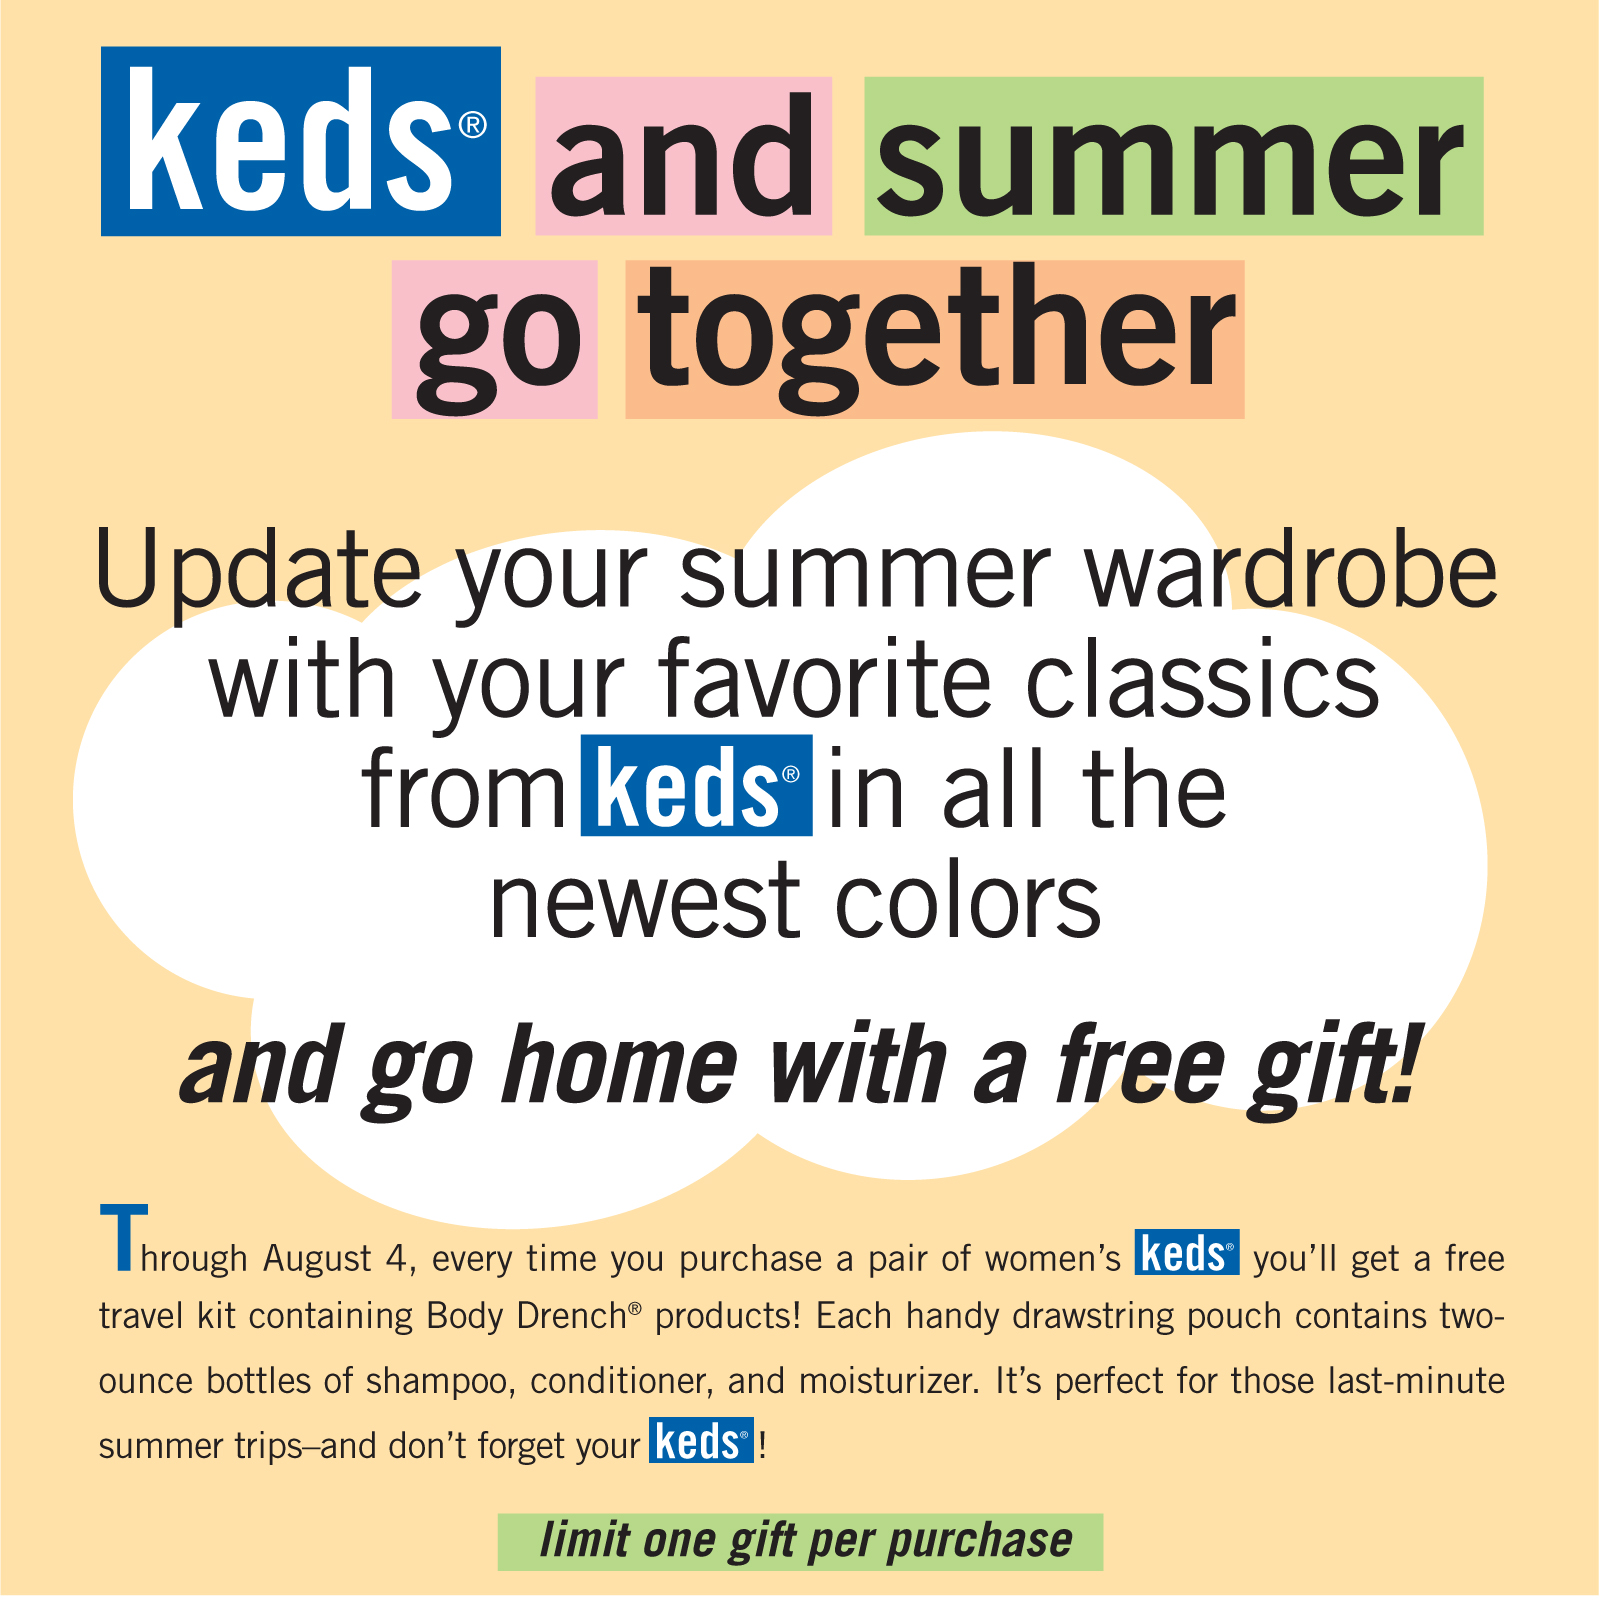 keds® and summer
go together
Update your summer wardrobe
with your favorite classics
from keds® in all the
newest colors
and go home with a free gift!
Through August 4, every time you purchase a pair of women’s keds® you’ll get a free
travel kit containing Body Drench® products! Each handy drawstring pouch contains two-
ounce bottles of shampoo, conditioner, and moisturizer. It’s perfect for those last-minute
summer trips–and don’t forget your keds®!
limit one gift per purchase